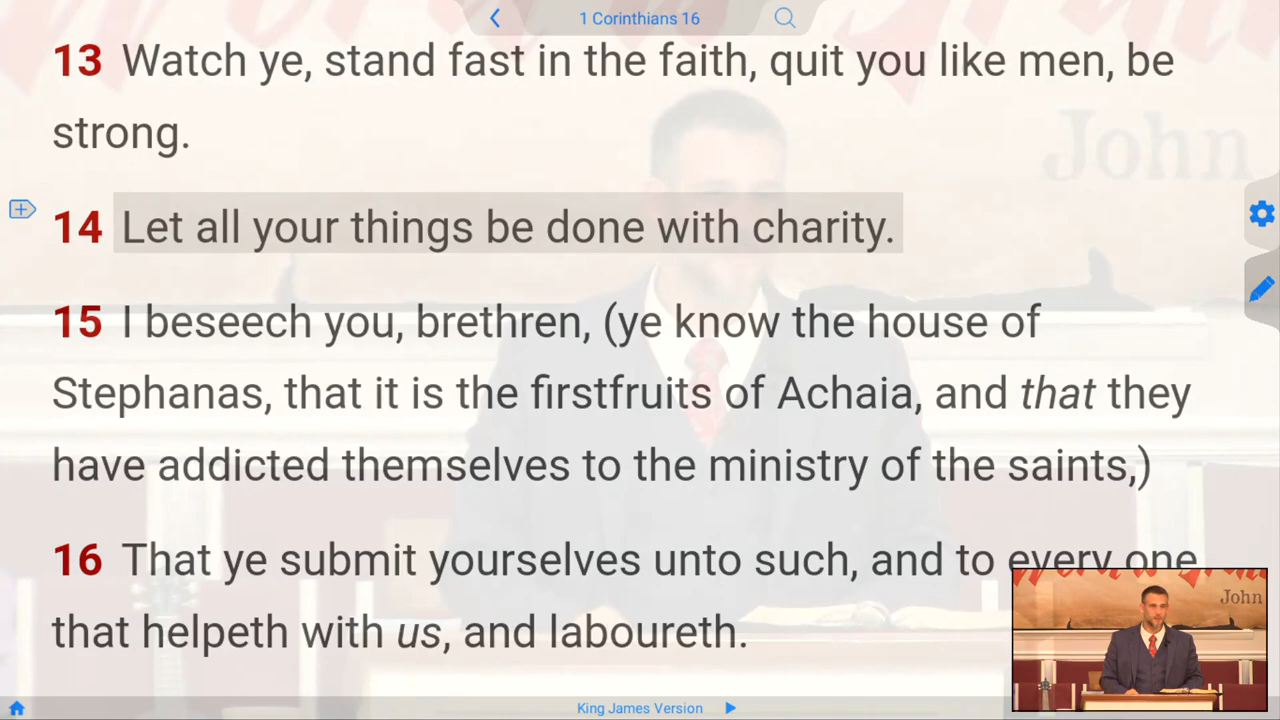 1 Corinthians 16
13 Watch ye, stand fast in the faith, quit you like men, be
strong.
John
14 Let all your things be done with charity.
15 I beseech you, brethren, (ye know the house of
Stephanas, that it is the firstfruits of Achaia, and that they
have addicted themselves to the ministry of the saints,)
16 That ye submit yourselves unto such, and to every one
that helpeth with us, and laboureth.
John
King James Version